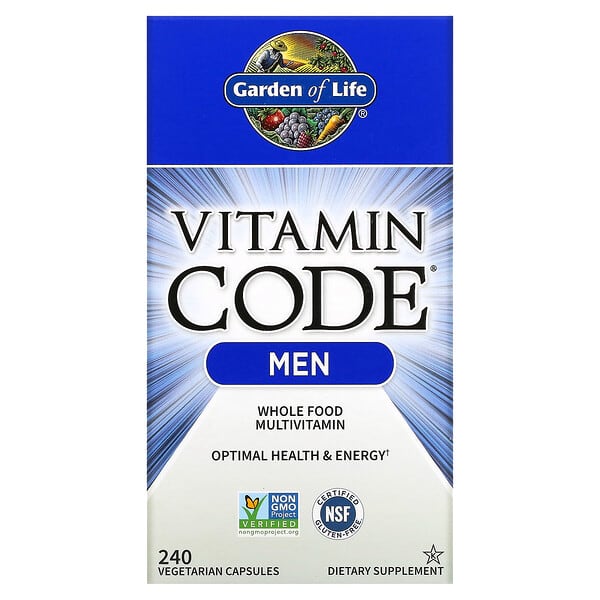 Garden of Life
®
VITAMIN
CODE®
MEN
WHOLE FOOD
MULTIVITAMIN
OPTIMAL HEALTH & ENERGY†
NON
GMO
Project
VERIFIED
nongmoproject.org
CERTIFIED
NSF
GLUTEN-FREE
K
240
VEGETARIAN CAPSULES
DIETARY SUPPLEMENT